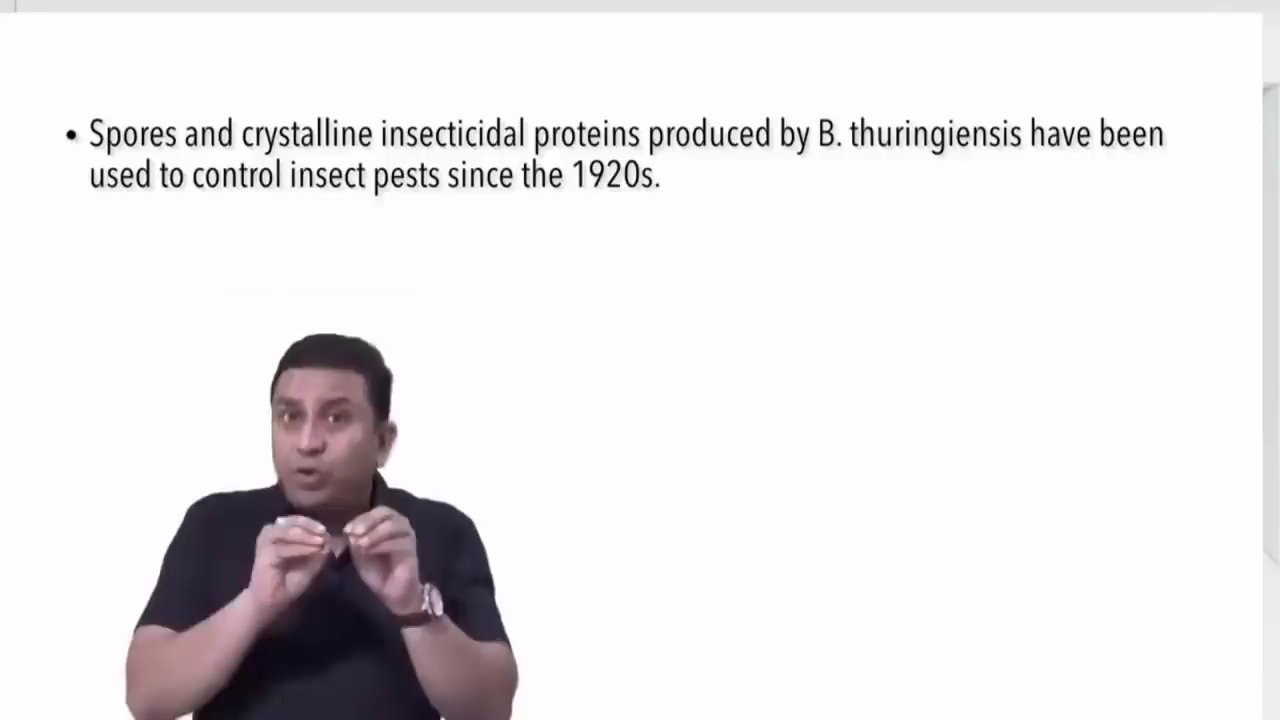 • Spores and crystalline insecticidal proteins produced by B. thuringiensis have been
used to control insect pests since the 1920s.